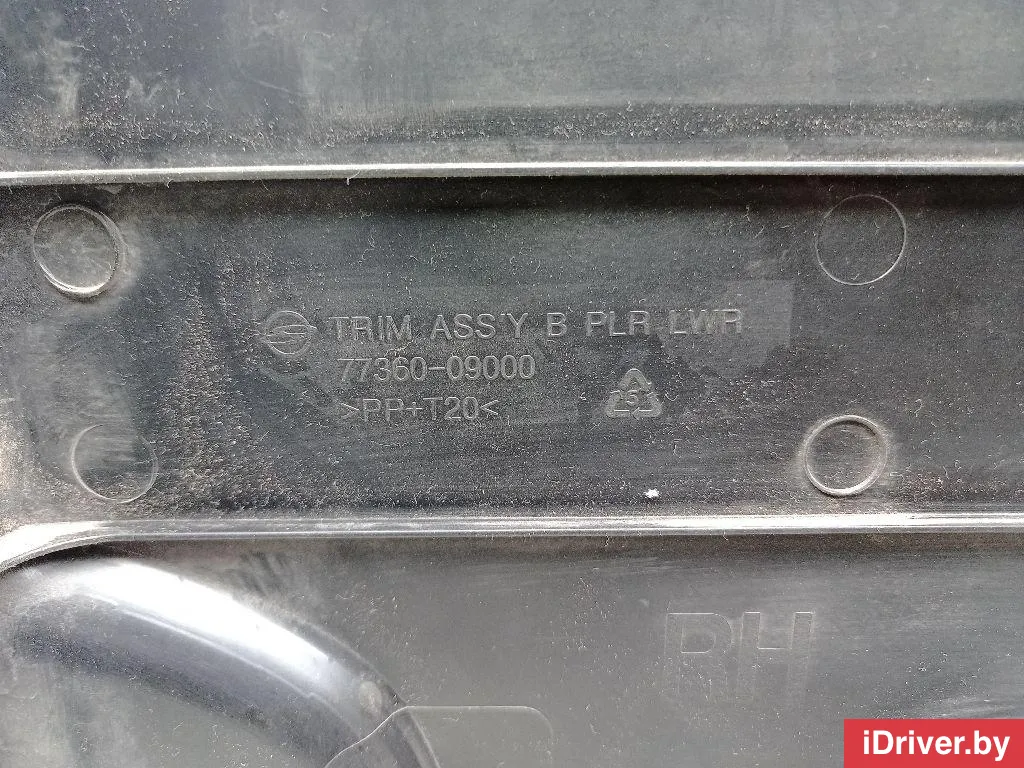 TRIM ASS'Y B PLR LWR
77360-09000
>PP+T20<
5
RH
iDriver.by